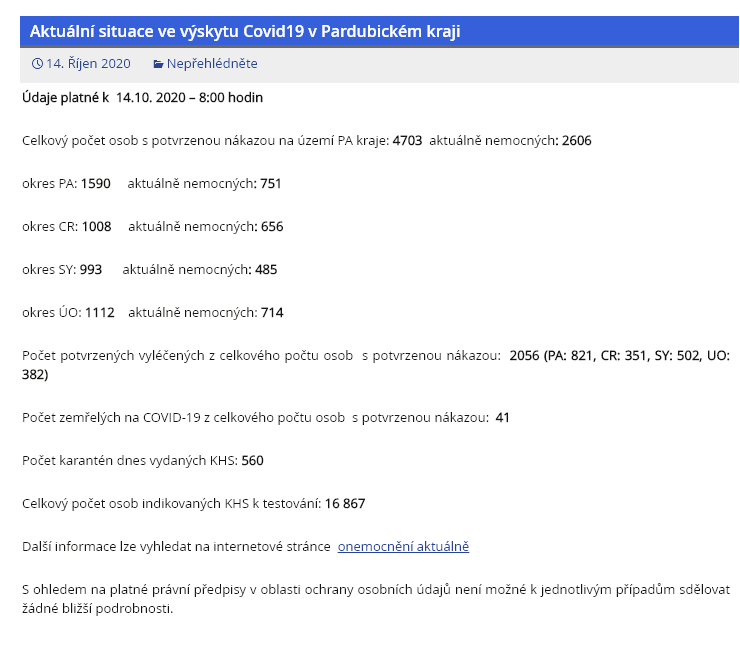 Aktuální situace ve výskytu Covid19 v Pardubickém kraji
14. Říjen 2020 Nepřehlédněte
Údaje platné k 14.10. 2020 – 8:00 hodin
Celkový počet osob s potvrzenou nákazou na území PA kraje: 4703 aktuálně nemocných: 2606
okres PA: 1590 aktuálně nemocných: 751
okres CR: 1008 aktuálně nemocných: 656
okres SY: 993 aktuálně nemocných: 485
okres ÚO: 1112 aktuálně nemocných: 714
Počet potvrzených vyléčených z celkového počtu osob s potvrzenou nákazou: 2056 (PA: 821, CR: 351, SY: 502, UO:
382)
Počet zemřelých na COVID-19 z celkového počtu osob s potvrzenou nákazou: 41
Počet karantén dnes vydaných KHS: 560
Celkový počet osob indikovaných KHS k testování: 16 867
Další informace lze vyhledat na internetové stránce onemocnění aktuálně
S ohledem na platné právní předpisy v oblasti ochrany osobních údajů není možné k jednotlivým případům sdělovat
žádné bližší podrobnosti.